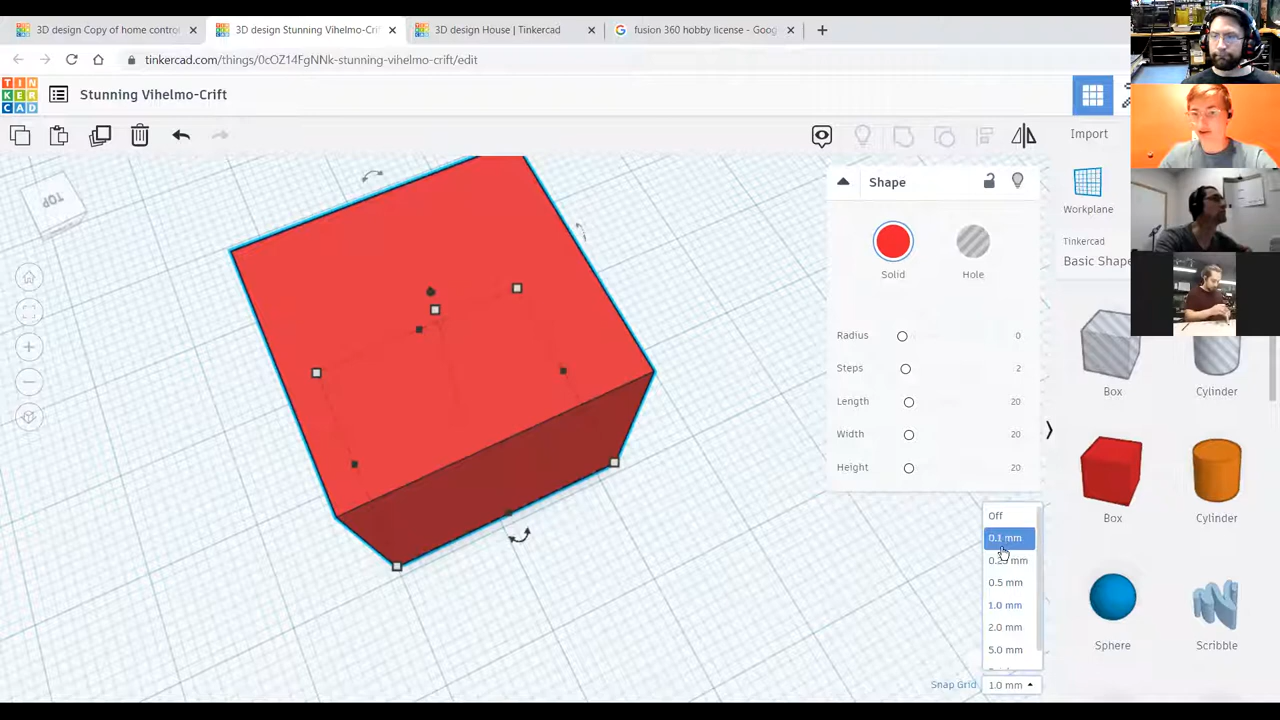 3D design Copy of home contro
3D design Stunning Vihelmo-Crif
3D design House | Tinkercad
fusion 360 hobby license - Goog
tinkercad.com/things/0cOZ14FgNNk-stunning-vihelmo-crift/edit
TIN
KER
CAD
Stunning Vihelmo-Crift
Import
TOP
Shape
Solid
Hole
Workplane
Tinkercad
Basic Shape
Radius 0
Steps 2
Length 20
Width 20
Height 20
Box
Cylinder
Box
Cylinder
Sphere
Scribble
Off
0.1 mm
0.25 mm
0.5 mm
1.0 mm
2.0 mm
5.0 mm
Snap Grid 1.0 mm